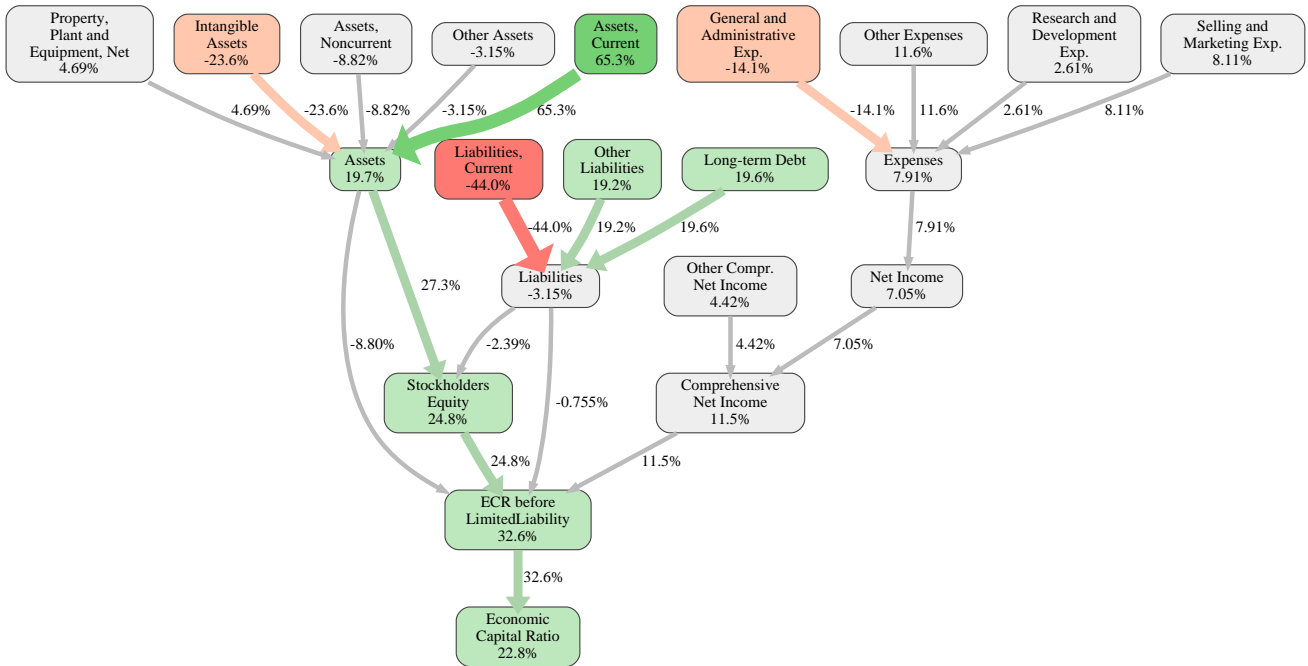 Property,
Plant and
Equipment, Net
4.69%
Intangible
Assets
-23.6%
Assets,
Noncurrent
-8.82%
Other Assets
-3.15%
Assets,
Current
65.3%
General and
Administrative
Exp.
-14.1%
Other Expenses
11.6%
Research and
Development
Exp.
2.61%
Selling and
Marketing Exp.
8.11%
4.69%
-23.6%
-8.82%
-3.15%
65.3%
-14.1%
11.6%
2.61%
8.11%
Assets
19.7%
Liabilities,
Current
-44.0%
Other
Liabilities
19.2%
Long-term Debt
19.6%
Expenses
7.91%
-44.0%
19.2%
19.6%
7.91%
27.3%
Liabilities
-3.15%
Other Compr.
Net Income
4.42%
Net Income
7.05%
-8.80%
-2.39%
4.42%
7.05%
Stockholders
Equity
24.8%
-0.755%
Comprehensive
Net Income
11.5%
24.8%
11.5%
ECR before
LimitedLiability
32.6%
32.6%
Economic
Capital Ratio
22.8%